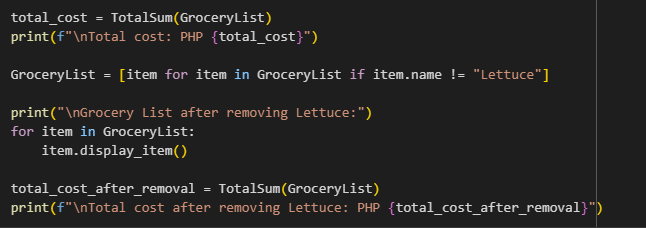 total_cost = TotalSum(GroceryList)
print(f"\nTotal cost: PHP {total_cost}")

GroceryList = [item for item in GroceryList if item.name != "Lettuce"]

print("\nGrocery List after removing Lettuce:")
for item in GroceryList:
    item.display_item()

total_cost_after_removal = TotalSum(GroceryList)
print(f"\nTotal cost after removing Lettuce: PHP {total_cost_after_removal}")